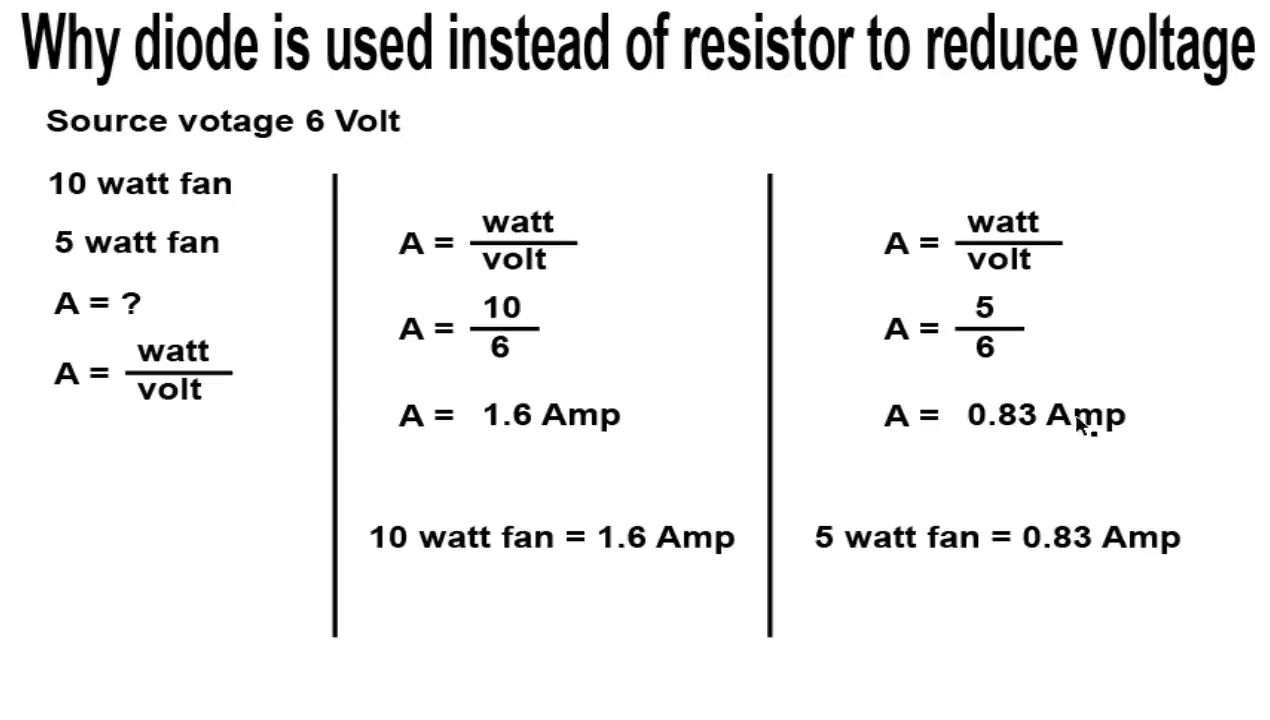 Why diode is used instead of resistor to reduce voltage
Source votage 6 Volt
10 watt fan
5 watt fan
A = ?
A = watt
volt
A = watt
volt
A = 10
6
A = 1.6 Amp
10 watt fan = 1.6 Amp
A = watt
volt
A = 5
6
A = 0.83 Amp
5 watt fan = 0.83 Amp